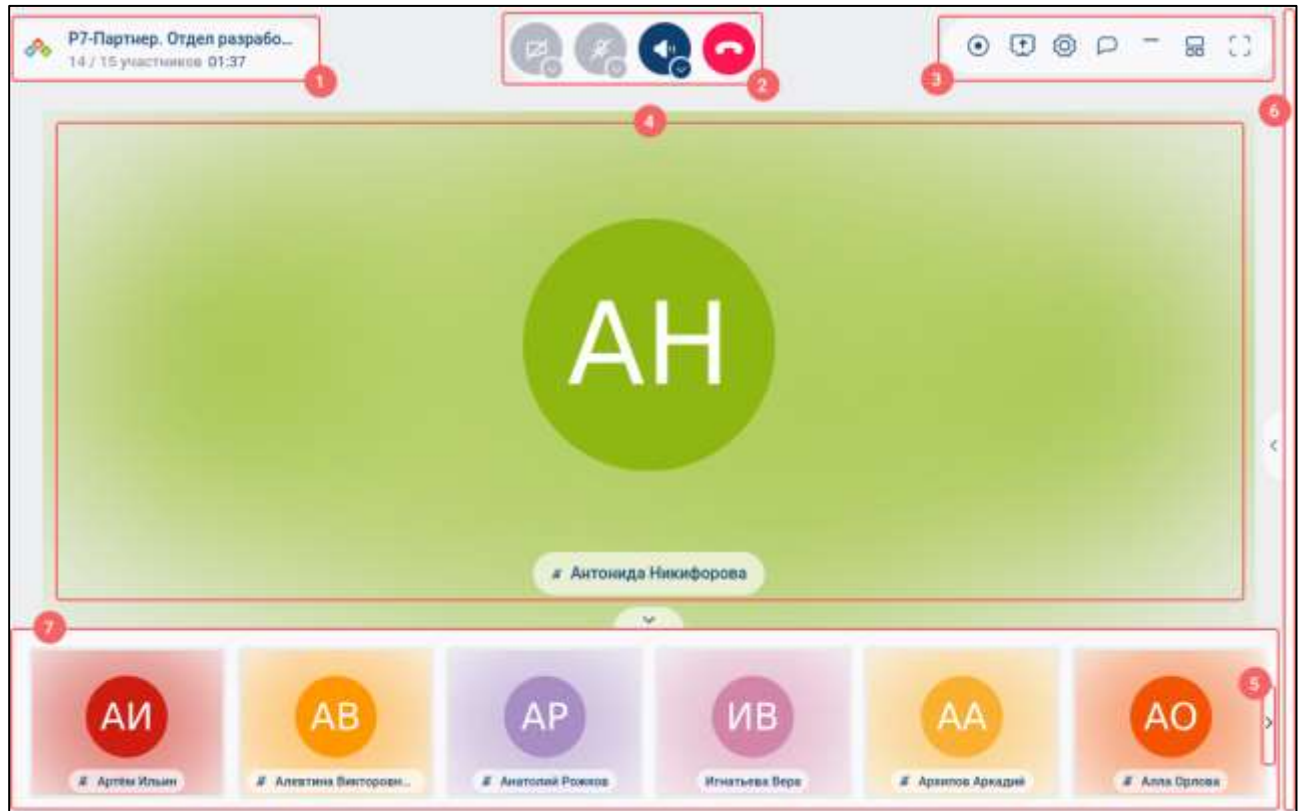 Р7-Партнер. Отдел разрабо...
14 / 15 участников 01:37
1
2
3
6
4
АН
Антонида Никифорова
7
5
АИ
АВ
АР
ИВ
АА
АО
Артём Ильин
Алевтина Викторовн...
Анатолий Рожков
Игнатьева Вера
Архипов Аркадий
Алла Орлова